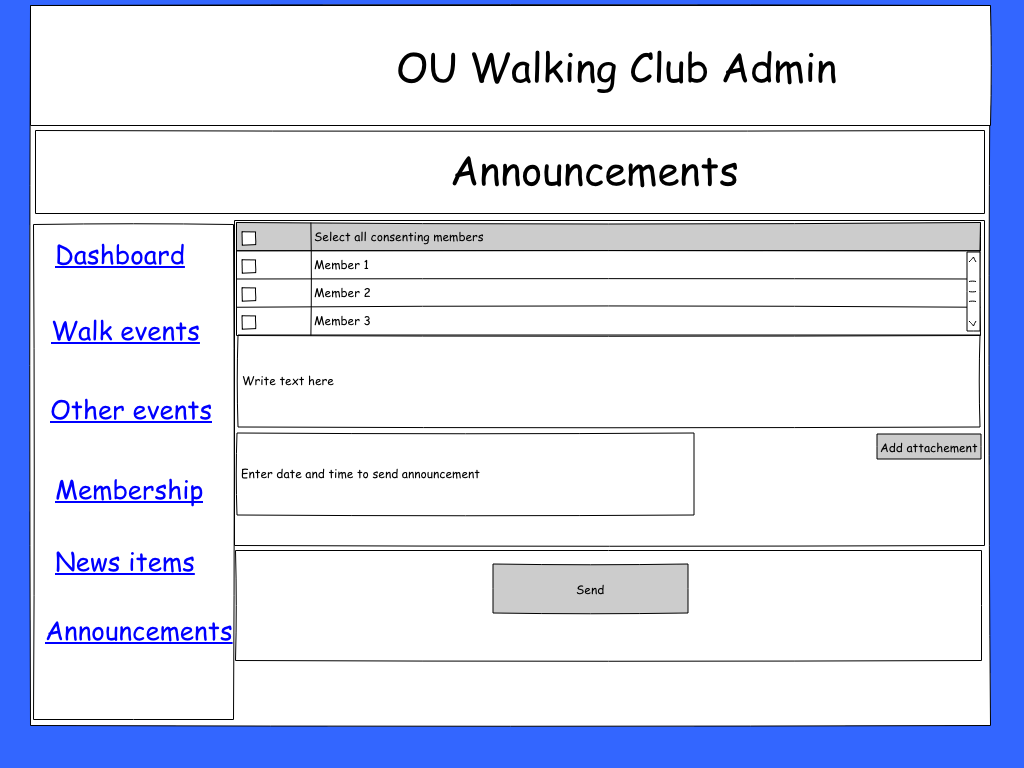 OU Walking Club Admin
Announcements
Dashboard
Walk events
Other events
Membership
News items
Announcements
Select all consenting members
Member 1
Member 2
Member 3
Write text here
Add attachement
Enter date and time to send announcement
Send